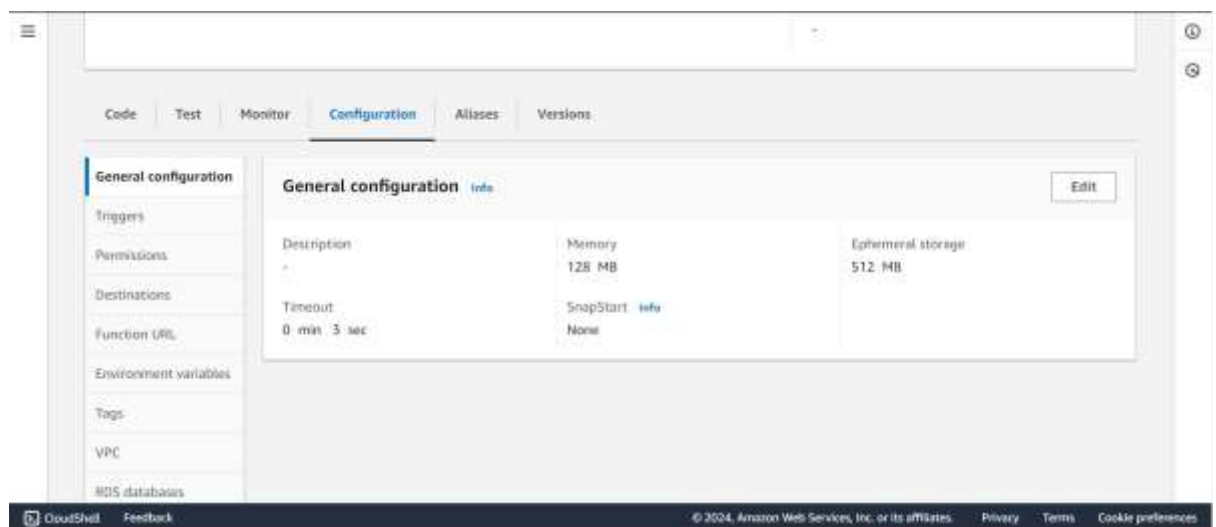 -
Code Test Monitor Configuration Aliases Versions
General configuration
Triggers
Permissions
Destinations
Function URL
Environment variables
Tags
VPC
RDS databases
General configuration Info
Edit
Description
-
Memory
128 MB
Ephemeral storage
512 MB
Timeout
0 min 3 sec
SnapStart Info
None
CloudShell Feedback © 2024, Amazon Web Services, Inc. or its affiliates. Privacy Terms Cookie preferences